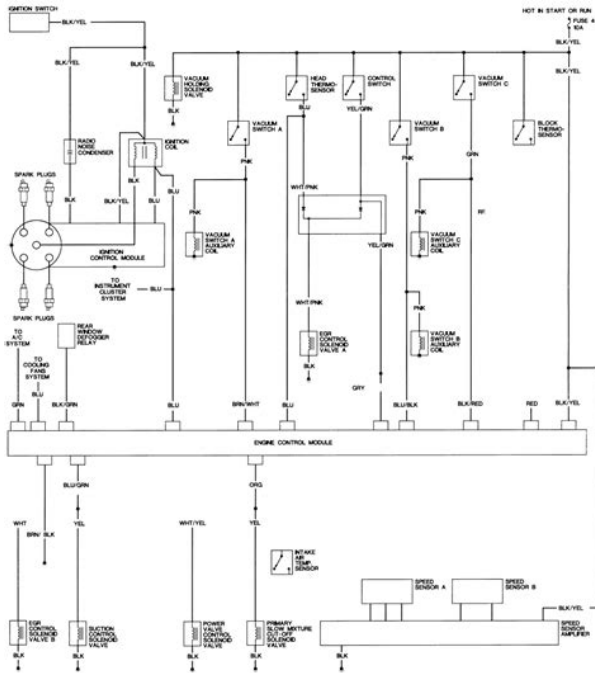 IGNITION SWITCH
BLK/YEL
HOT IN START OR RUN
FUSE 4
10A
BLK/YEL
BLK/YEL
BLK/YEL
BLK/YEL
VACUUM
HOLDING
SOLENOID
VALVE
BLK
HEAD
THERMO-
SENSOR
BLU
CONTROL
SWITCH
YEL/GRN
VACUUM
SWITCH C
VACUUM
SWITCH A
VACUUM
SWITCH B
BLOCK
THERMO-
SENSOR
RADIO
NOISE
CONDENSER
IGNITION
COIL
SPARK PLUGS
BLK
BLU
PNK
PNK
GRN
WHT/PNK
BLK
BLK/YEL
BLU
PNK
PNK
RF.
VACUUM
SWITCH A
AUXILIARY
COIL
YEL/GRN
VACUUM
SWITCH C
AUXILIARY
COIL
IGNITION
CONTROL MODULE
TO
INSTRUMENT
CLUSTER
SYSTEM
BLU
SPARK PLUGS
WHT/PNK
PNK
TO
A/C
SYSTEM
REAR
WINDOW
DEFOGGER
RELAY
EGR
CONTROL
SOLENOID
VALVE A
VACUUM
SWITCH B
AUXILIARY
COIL
TO
COOLING
FANS
SYSTEM
BLU
BLK
GRY
GRN
BLK/GRN
BLU
BRN/WHT
BLU
BLU/BLK
BLK/RED
RED
BLK/YEL
ENGINE CONTROL MODULE
BLU/GRN
ORG
WHT
BRN/ BLK
YEL
WHT/YEL
YEL
INTAKE
AIR
TEMP.
SENSOR
SPEED
SENSOR A
SPEED
SENSOR B
BLK/YEL
EGR
CONTROL
SOLENOID
VALVE B
SUCTION
CONTROL
SOLENOID
VALVE
POWER
VALVE
CONTROL
SOLENOID
VALVE
PRIMARY
SLOW MIXTURE
CUT-OFF
SOLENOID
VALVE
SPEED
SENSOR
AMPLIFIER
BLK
BLK
BLK
BLK
BLK